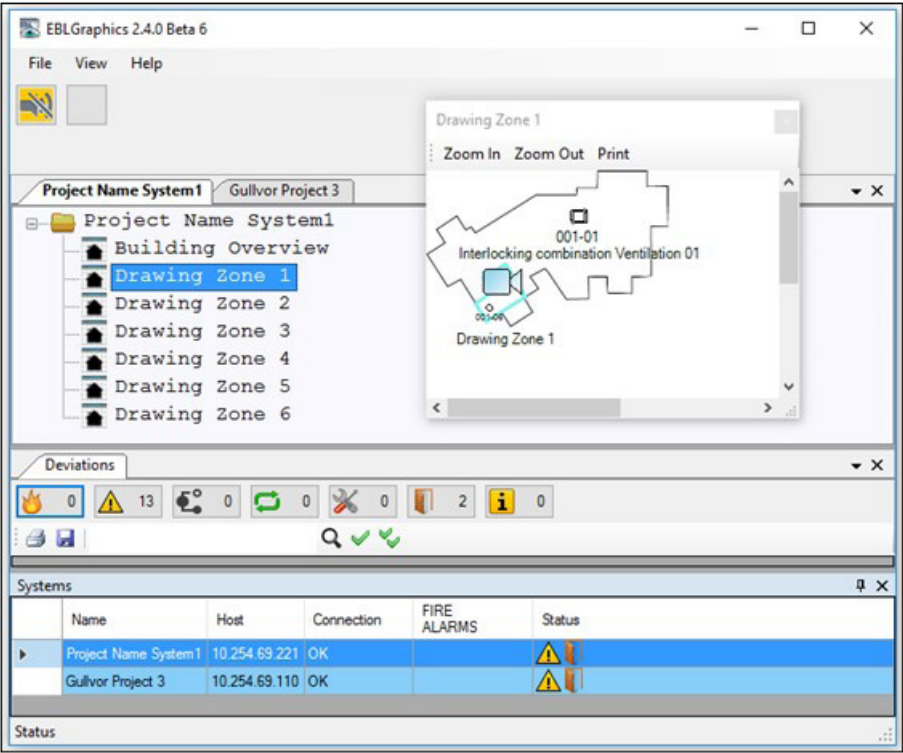 EBLGraphics 2.4.0 Beta 6
File View Help
Drawing Zone 1
Zoom In Zoom Out Print
001-01
Interlocking combination Ventilation 01
Drawing Zone 1
Project Name System1 Gullvor Project 3
Project Name System1
Building Overview
Drawing Zone 1
Drawing Zone 2
Drawing Zone 3
Drawing Zone 4
Drawing Zone 5
Drawing Zone 6
Deviations
0 13 0 0 0 2 0
Systems
Name Host Connection FIRE ALARMS Status
Project Name System1 10.254.69.221 OK
Gullvor Project 3 10.254.69.110 OK
Status